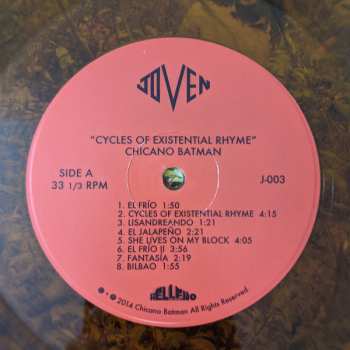 JOVEN
"CYCLES OF EXISTENTIAL RHYME"
CHICANO BATMAN
SIDE A
33 1/3 RPM
J-003
1. EL FRÍO 1:50
2. CYCLES OF EXISTENTIAL RHYME 4:15
3. LISANDREANDO 1:21
4. EL JALAPEÑO 2:21
5. SHE LIVES ON MY BLOCK 4:05
6. EL FRÍO II 3:56
7. FANTASÍA 2:19
8. BILBAO 1:55
℗ © 2014 Chicano Batman All Rights Reserved